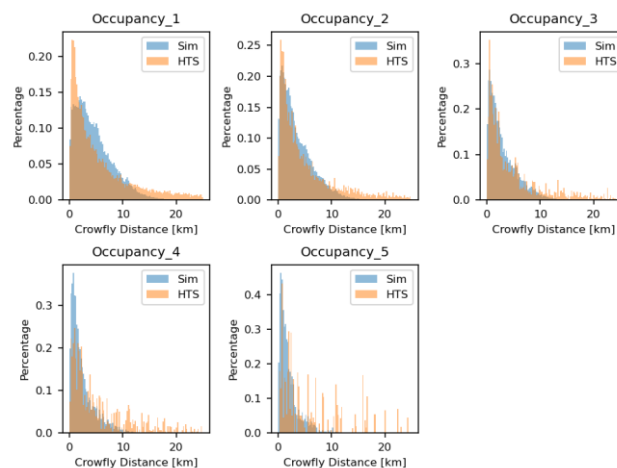 Occupancy_1
Percentage
0.20
0.15
0.10
0.05
0.00
Sim
HTS
0
10
20
Crowfly Distance [km]
Occupancy_2
Percentage
0.25
0.20
0.15
0.10
0.05
0.00
Sim
HTS
0
10
20
Crowfly Distance [km]
Occupancy_3
Percentage
0.3
0.2
0.1
0.0
Sim
HTS
0
10
20
Crowfly Distance [km]
Occupancy_4
Percentage
0.3
0.2
0.1
0.0
Sim
HTS
0
10
20
Crowfly Distance [km]
Occupancy_5
Percentage
0.4
0.3
0.2
0.1
0.0
Sim
HTS
0
10
20
Crowfly Distance [km]